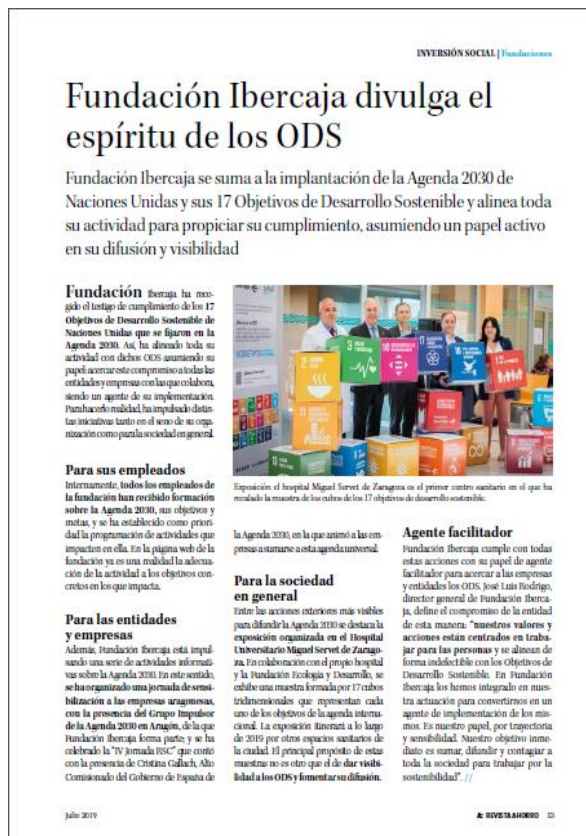 INVERSIÓN SOCIAL | Fundaciones
Fundación Ibercaja divulga el
espíritu de los ODS
Fundación Ibercaja se suma a la implantación de la Agenda 2030 de
Naciones Unidas y sus 17 Objetivos de Desarrollo Sostenible y alinea toda
su actividad para propiciar su cumplimiento, asumiendo un papel activo
en su difusión y visibilidad
Fundación Ibercaja ha reco-
gido el testigo de cumplimiento de los 17
Objetivos de Desarrollo Sostenible de
Naciones Unidas que se fijaron en la
Agenda 2030. Así, ha alineado toda su
actividad con dichos ODS asumiendo su
papel: acercar este compromiso a todas las
entidades y empresas con las que colabora,
siendo un agente de su implementación.
Para hacerlo realidad, ha impulsado distin-
tas iniciativas tanto en el seno de su orga-
nización como para la sociedad en general.
Para sus empleados
Internamente, todos los empleados de
la fundación han recibido formación
sobre la Agenda 2030, sus objetivos y
metas, y se ha establecido como priori-
dad la programación de actividades que
impacten en ella. En la página web de la
fundación ya es una realidad la adecua-
ción de la actividad a los objetivos con-
cretos en los que impacta.
Para las entidades
y empresas
Además, Fundación Ibercaja está impul-
sando una serie de actividades informati-
vas sobre la Agenda 2030. En este sentido,
se ha organizado una jornada de sensi-
bilización a las empresas aragonesas,
con la presencia del Grupo Impulsor
de la Agenda 2030 en Aragón, de la que
Fundación Ibercaja forma parte; y se ha
celebrado la "IV Jornada RSC" que contó
con la presencia de Cristina Gallach, Alto
Comisionado del Gobierno de España de
Exposición el hospital Miguel Servet de Zaragoza es el primer centro sanitario en el que ha
recalado la muestra de los cubos de los 17 objetivos de desarrollo sostenible.
la Agenda 2030, en la que animó a las em-
presas a sumarse a esta agenda universal.
Para la sociedad
en general
Entre las acciones exteriores más visibles
para difundir la Agenda 2030 se destaca la
exposición organizada en el Hospital
Universitario Miguel Servet de Zarago-
za. En colaboración con el propio hospital
y la Fundación Ecología y Desarrollo, se
exhibe una muestra formada por 17 cubos
tridimensionales que representan cada
uno de los objetivos de la agenda interna-
cional. La exposición itinerará a lo largo
de 2019 por otros espacios sanitarios de
la ciudad. El principal propósito de estas
muestras no es otro que el de dar visibi-
lidad a los ODS y fomentar su difusión.
Agente facilitador
Fundación Ibercaja cumple con todas
estas acciones con su papel de agente
facilitador para acercar a las empresas
y entidades los ODS. José Luis Rodrigo,
director general de Fundación Iberca-
ja, define el compromiso de la entidad
de esta manera: "nuestros valores y
acciones están centrados en traba-
jar para las personas y se alinean de
forma indefectible con los Objetivos de
Desarrollo Sostenible. En Fundación
Ibercaja los hemos integrado en nues-
tra actuación para convertirnos en un
agente de implementación de los mis-
mos. Es nuestro papel, por trayectoria
y sensibilidad. Nuestro objetivo inme-
diato es sumar, difundir y contagiar a
toda la sociedad para trabajar por la
sostenibilidad". //
Julio 2019
A: REVISTA AHORRO 33